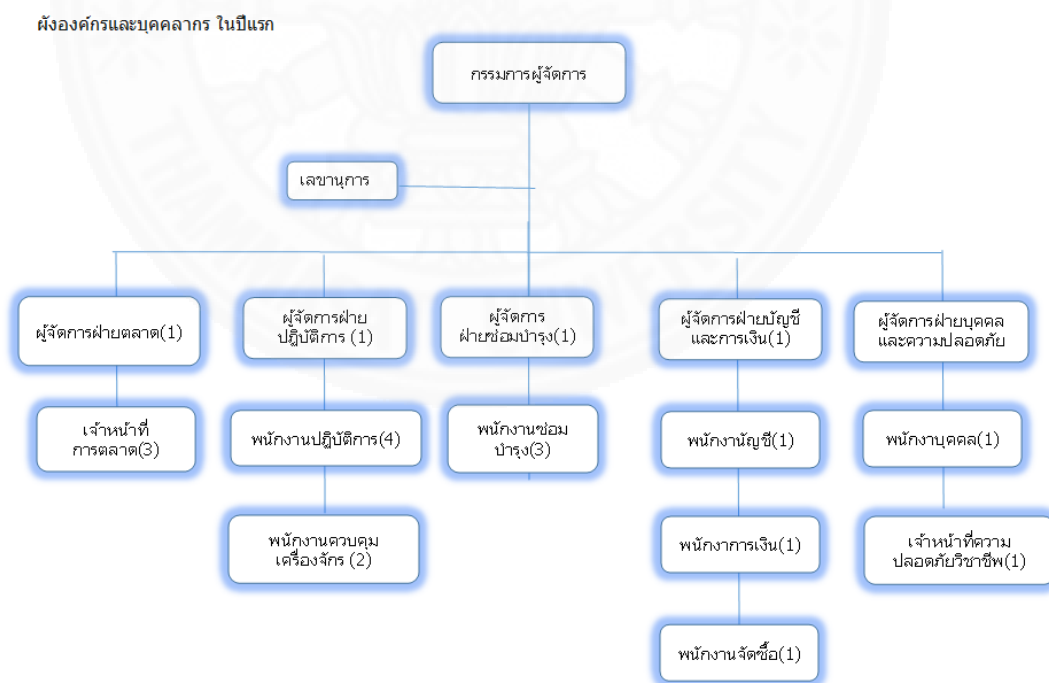 ผังองค์กรและบุคคลากร ในปีแรก
กรรมการผู้จัดการ
เลขานุการ
ผู้จัดการฝ่ายตลาด(1)
ผู้จัดการฝ่าย
ปฏิบัติการ (1)
ผู้จัดการ
ฝ่ายซ่อมบำรุง(1)
ผู้จัดการฝ่ายบัญชี
และการเงิน(1)
ผู้จัดการฝ่ายบุคคล
และความปลอดภัย
เจ้าหน้าที่
การตลาด(3)
พนักงานปฏิบัติการ(4)
พนักงานซ่อม
บำรุง(3)
พนักงานัญชี(1)
พนักงาบุคคล(1)
พนักงานควบคุม
เครื่องจักร (2)
พนักงาการเงิน(1)
เจ้าหน้าที่ความ
ปลอดภัยวิชาชีพ(1)
พนักงานจัดซื้อ(1)